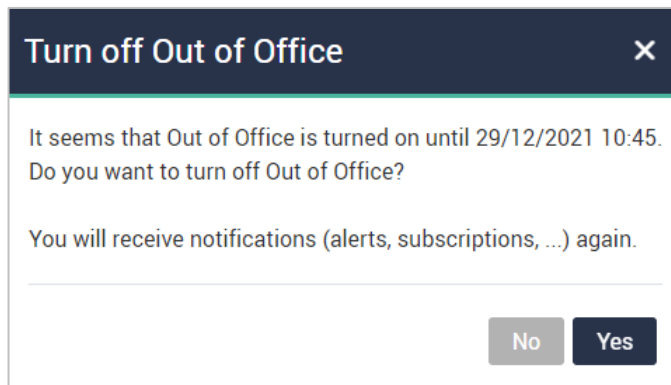 Turn off Out of Office
It seems that Out of Office is turned on until 29/12/2021 10:45.
Do you want to turn off Out of Office?
You will receive notifications (alerts, subscriptions, ...) again.
No
Yes